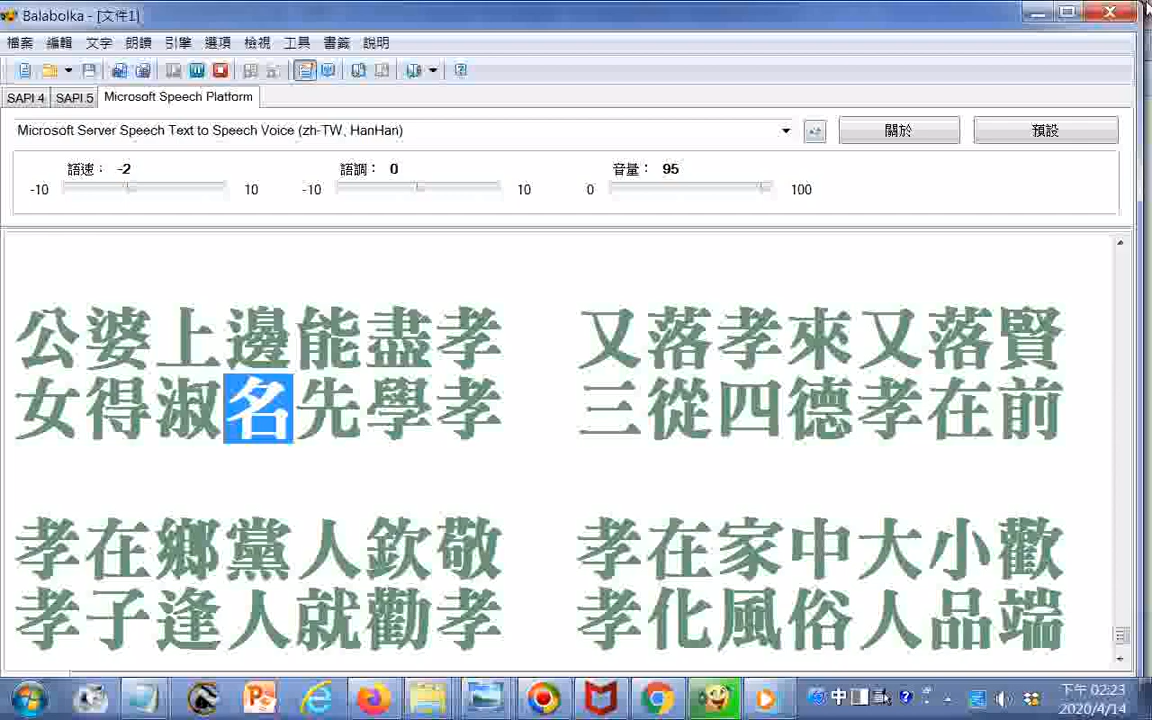 Balabolka - [文件1]
檔案 編輯 文字 朗讀 引擎 選項 檢視 工具 書籤 說明
SAPI 4 SAPI 5 Microsoft Speech Platform
Microsoft Server Speech Text to Speech Voice (zh-TW, HanHan) 關於 預設
語速： -2 語調： 0 音量： 95
-10 10 -10 10 0 100
公婆上邊能盡孝 又落孝來又落賢
女得淑名先學孝 三從四德孝在前
孝在鄉黨人欽敬 孝在家中大小歡
孝子逢人就勸孝 孝化風俗人品端
中 下午 02:23
2020/4/14